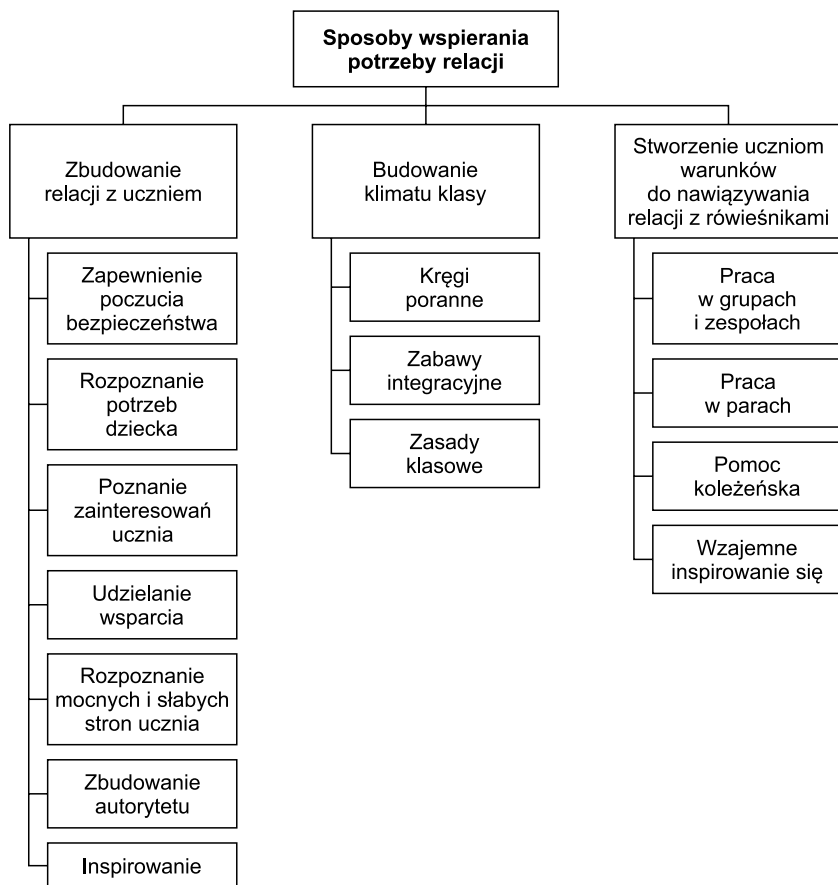 Sposoby wspierania
potrzeby relacji
Zbudowanie
relacji z uczniem
Zapewnienie
poczucia
bezpieczeństwa
Rozpoznanie
potrzeb
dziecka
Poznanie
zainteresowań
ucznia
Udzielanie
wsparcia
Rozpoznanie
mocnych i słabych
stron ucznia
Zbudowanie
autorytetu
Inspirowanie
Budowanie
klimatu klasy
Kręgi
poranne
Zabawy
integracyjne
Zasady
klasowe
Stworzenie uczniom
warunków
do nawiązywania
relacji z rówieśnikami
Praca
w grupach
i zespołach
Praca
w parach
Pomoc
koleżeńska
Wzajemne
inspirowanie się